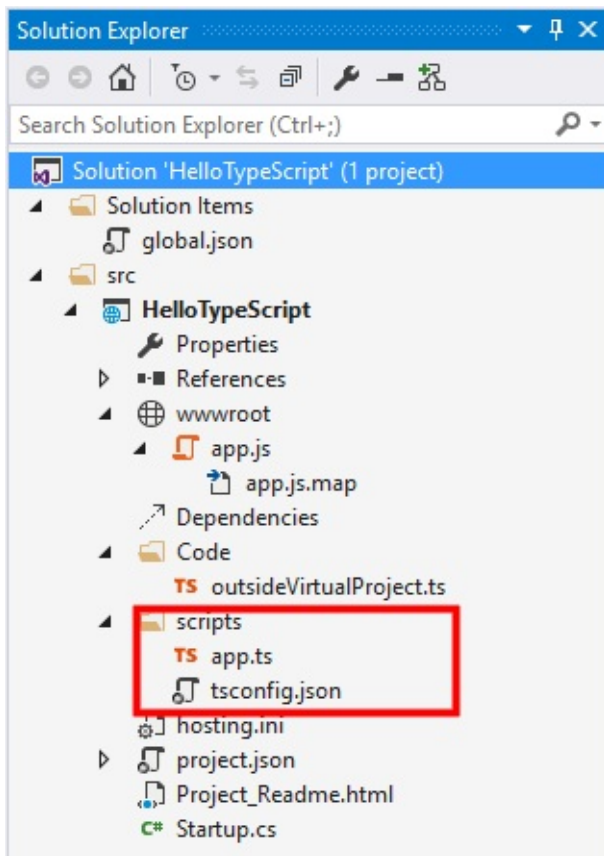 Solution Explorer
Search Solution Explorer (Ctrl+;)
Solution 'HelloTypeScript' (1 project)
Solution Items
global.json
src
HelloTypeScript
Properties
References
wwwroot
app.js
app.js.map
Dependencies
Code
TS outsideVirtualProject.ts
scripts
TS app.ts
tsconfig.json
hosting.ini
project.json
Project_Readme.html
C# Startup.cs